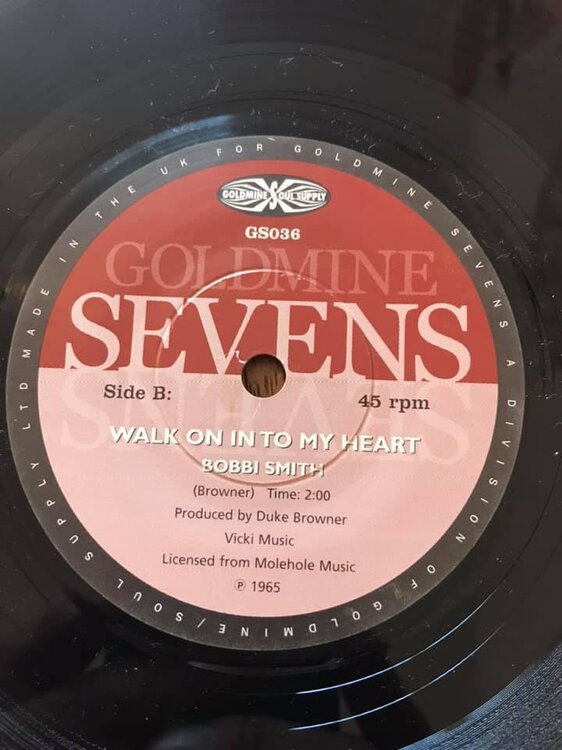 MADE IN THE UK FOR GOLDMINE SEVENS A DIVISION OF GOLDMINE/SOUL SUPPLY LTD
GOLDMINE SOUL SUPPLY
GS036
GOLDMINE
SEVENS
SEVENS
Side B:
45 rpm
WALK ON INTO MY HEART
BOBBI SMITH
(Browner) Time: 2:00
Produced by Duke Browner
Vicki Music
Licensed from Molehole Music
℗ 1965